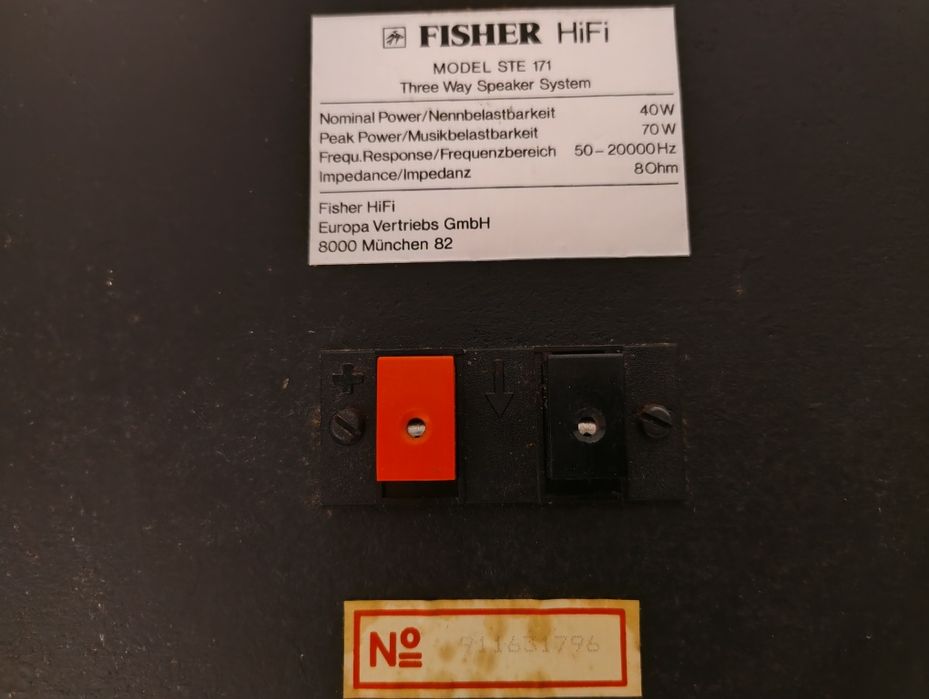 FISHER HiFi
MODEL STE 171
Three Way Speaker System
Nominal Power/Nennbelastbarkeit 40W
Peak Power/Musikbelastbarkeit 70W
Frequ.Response/Frequenzbereich 50–20000Hz
Impedance/Impedanz 8Ohm
Fisher HiFi
Europa Vertriebs GmbH
8000 München 82
+
Nº 911631796